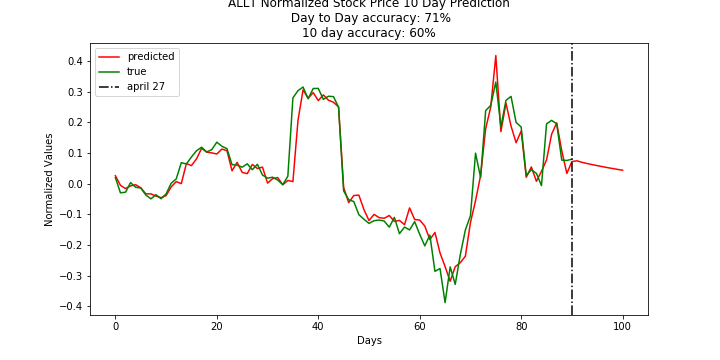 ALLT Normalized Stock Price 10 Day Prediction
Day to Day accuracy: 71%
10 day accuracy: 60%
predicted
true
april 27
Normalized Values
0.4
0.3
0.2
0.1
0.0
−0.1
−0.2
−0.3
−0.4
0
20
40
60
80
100
Days